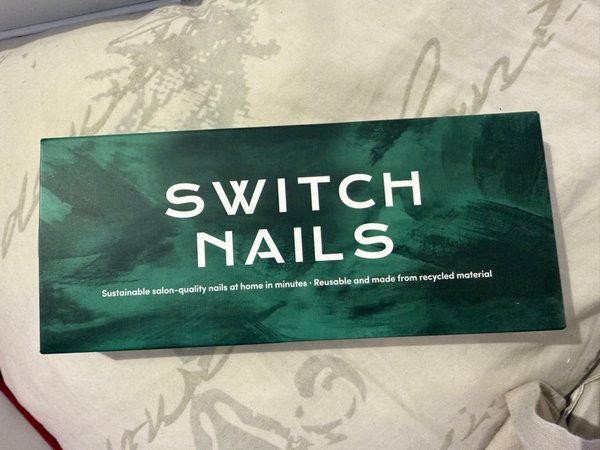 SWITCH
NAILS
Sustainable salon-quality nails at home in minutes · Reusable and made from recycled material